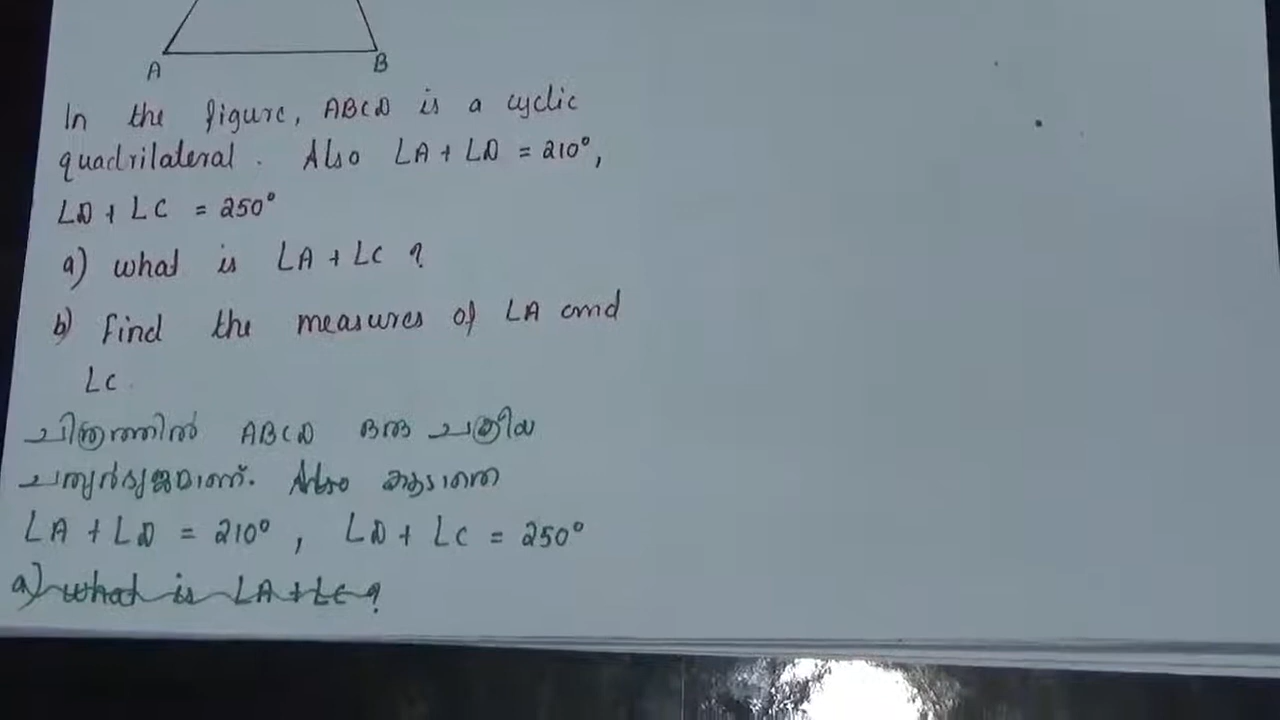 A B
In the figure, ABCD is a cyclic
quadrilateral. Also ∠A + ∠D = 210°,
∠D + ∠C = 250°
a) what is ∠A + ∠C ?
b) Find the measures of ∠A and
∠C.
ചിത്രത്തിൽ ABCD ഒരു ചക്രീയ
ചതുർഭുജമാണ്. Also കൂടാതെ
∠A + ∠D = 210°, ∠D + ∠C = 250°
a) what is ∠A + ∠C ?